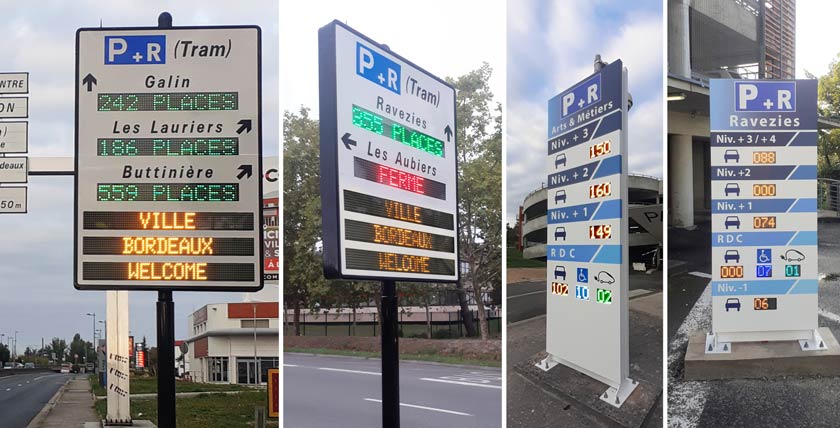 P+R (Tram)
Galin
242 PLACES
Les Lauriers
186 PLACES
Buttinière
559 PLACES
VILLE
BORDEAUX
WELCOME
50 m
P+R (Tram)
Ravezies
355 PLACES
Les Aubiers
FERME
VILLE
BORDEAUX
WELCOME
P+R
Arts & Métiers
Niv. + 3
150
Niv. + 2
160
Niv. + 1
149
RDC
102 10 02
P+R
Ravezies
Niv. + 3 / + 4
088
Niv. +2
000
Niv. + 1
074
RDC
000 07 01
Niv. -1
06